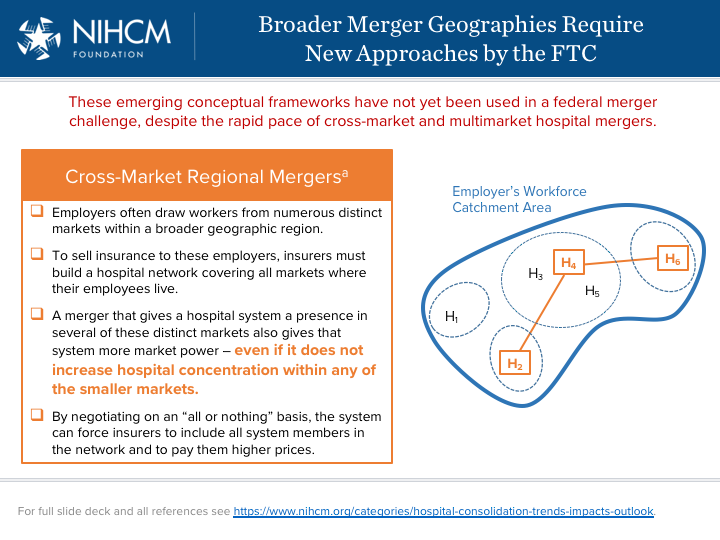 NIHCM
FOUNDATION
Broader Merger Geographies Require
New Approaches by the FTC
These emerging conceptual frameworks have not yet been used in a federal merger
challenge, despite the rapid pace of cross-market and multimarket hospital mergers.
Cross-Market Regional Mergersᵃ
❑ Employers often draw workers from numerous distinct
markets within a broader geographic region.
❑ To sell insurance to these employers, insurers must
build a hospital network covering all markets where
their employees live.
❑ A merger that gives a hospital system a presence in
several of these distinct markets also gives that
system more market power – even if it does not
increase hospital concentration within any of
the smaller markets.
❑ By negotiating on an “all or nothing” basis, the system
can force insurers to include all system members in
the network and to pay them higher prices.
Employer’s Workforce
Catchment Area
H₄
H₆
H₃
H₅
H₁
H₂
For full slide deck and all references see https://www.nihcm.org/categories/hospital-consolidation-trends-impacts-outlook.